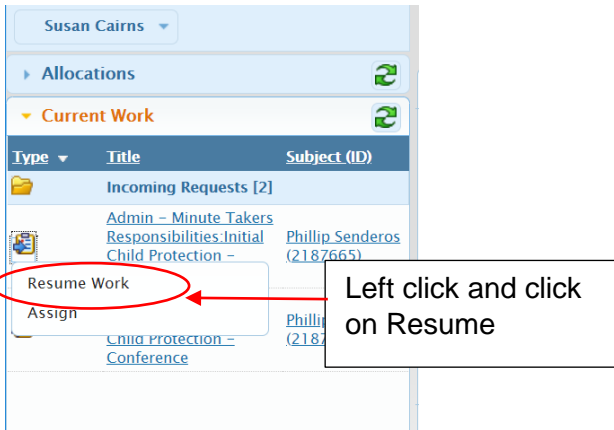 Susan Cairns
Allocations
Current Work
Type Title Subject (ID)
Incoming Requests [2]
Admin – Minute Takers
Responsibilities:Initial Phillip Senderos
Child Protection – (2187665)
Resume Work
Assign
Child Protection –
Conference
Left click and click
on Resume